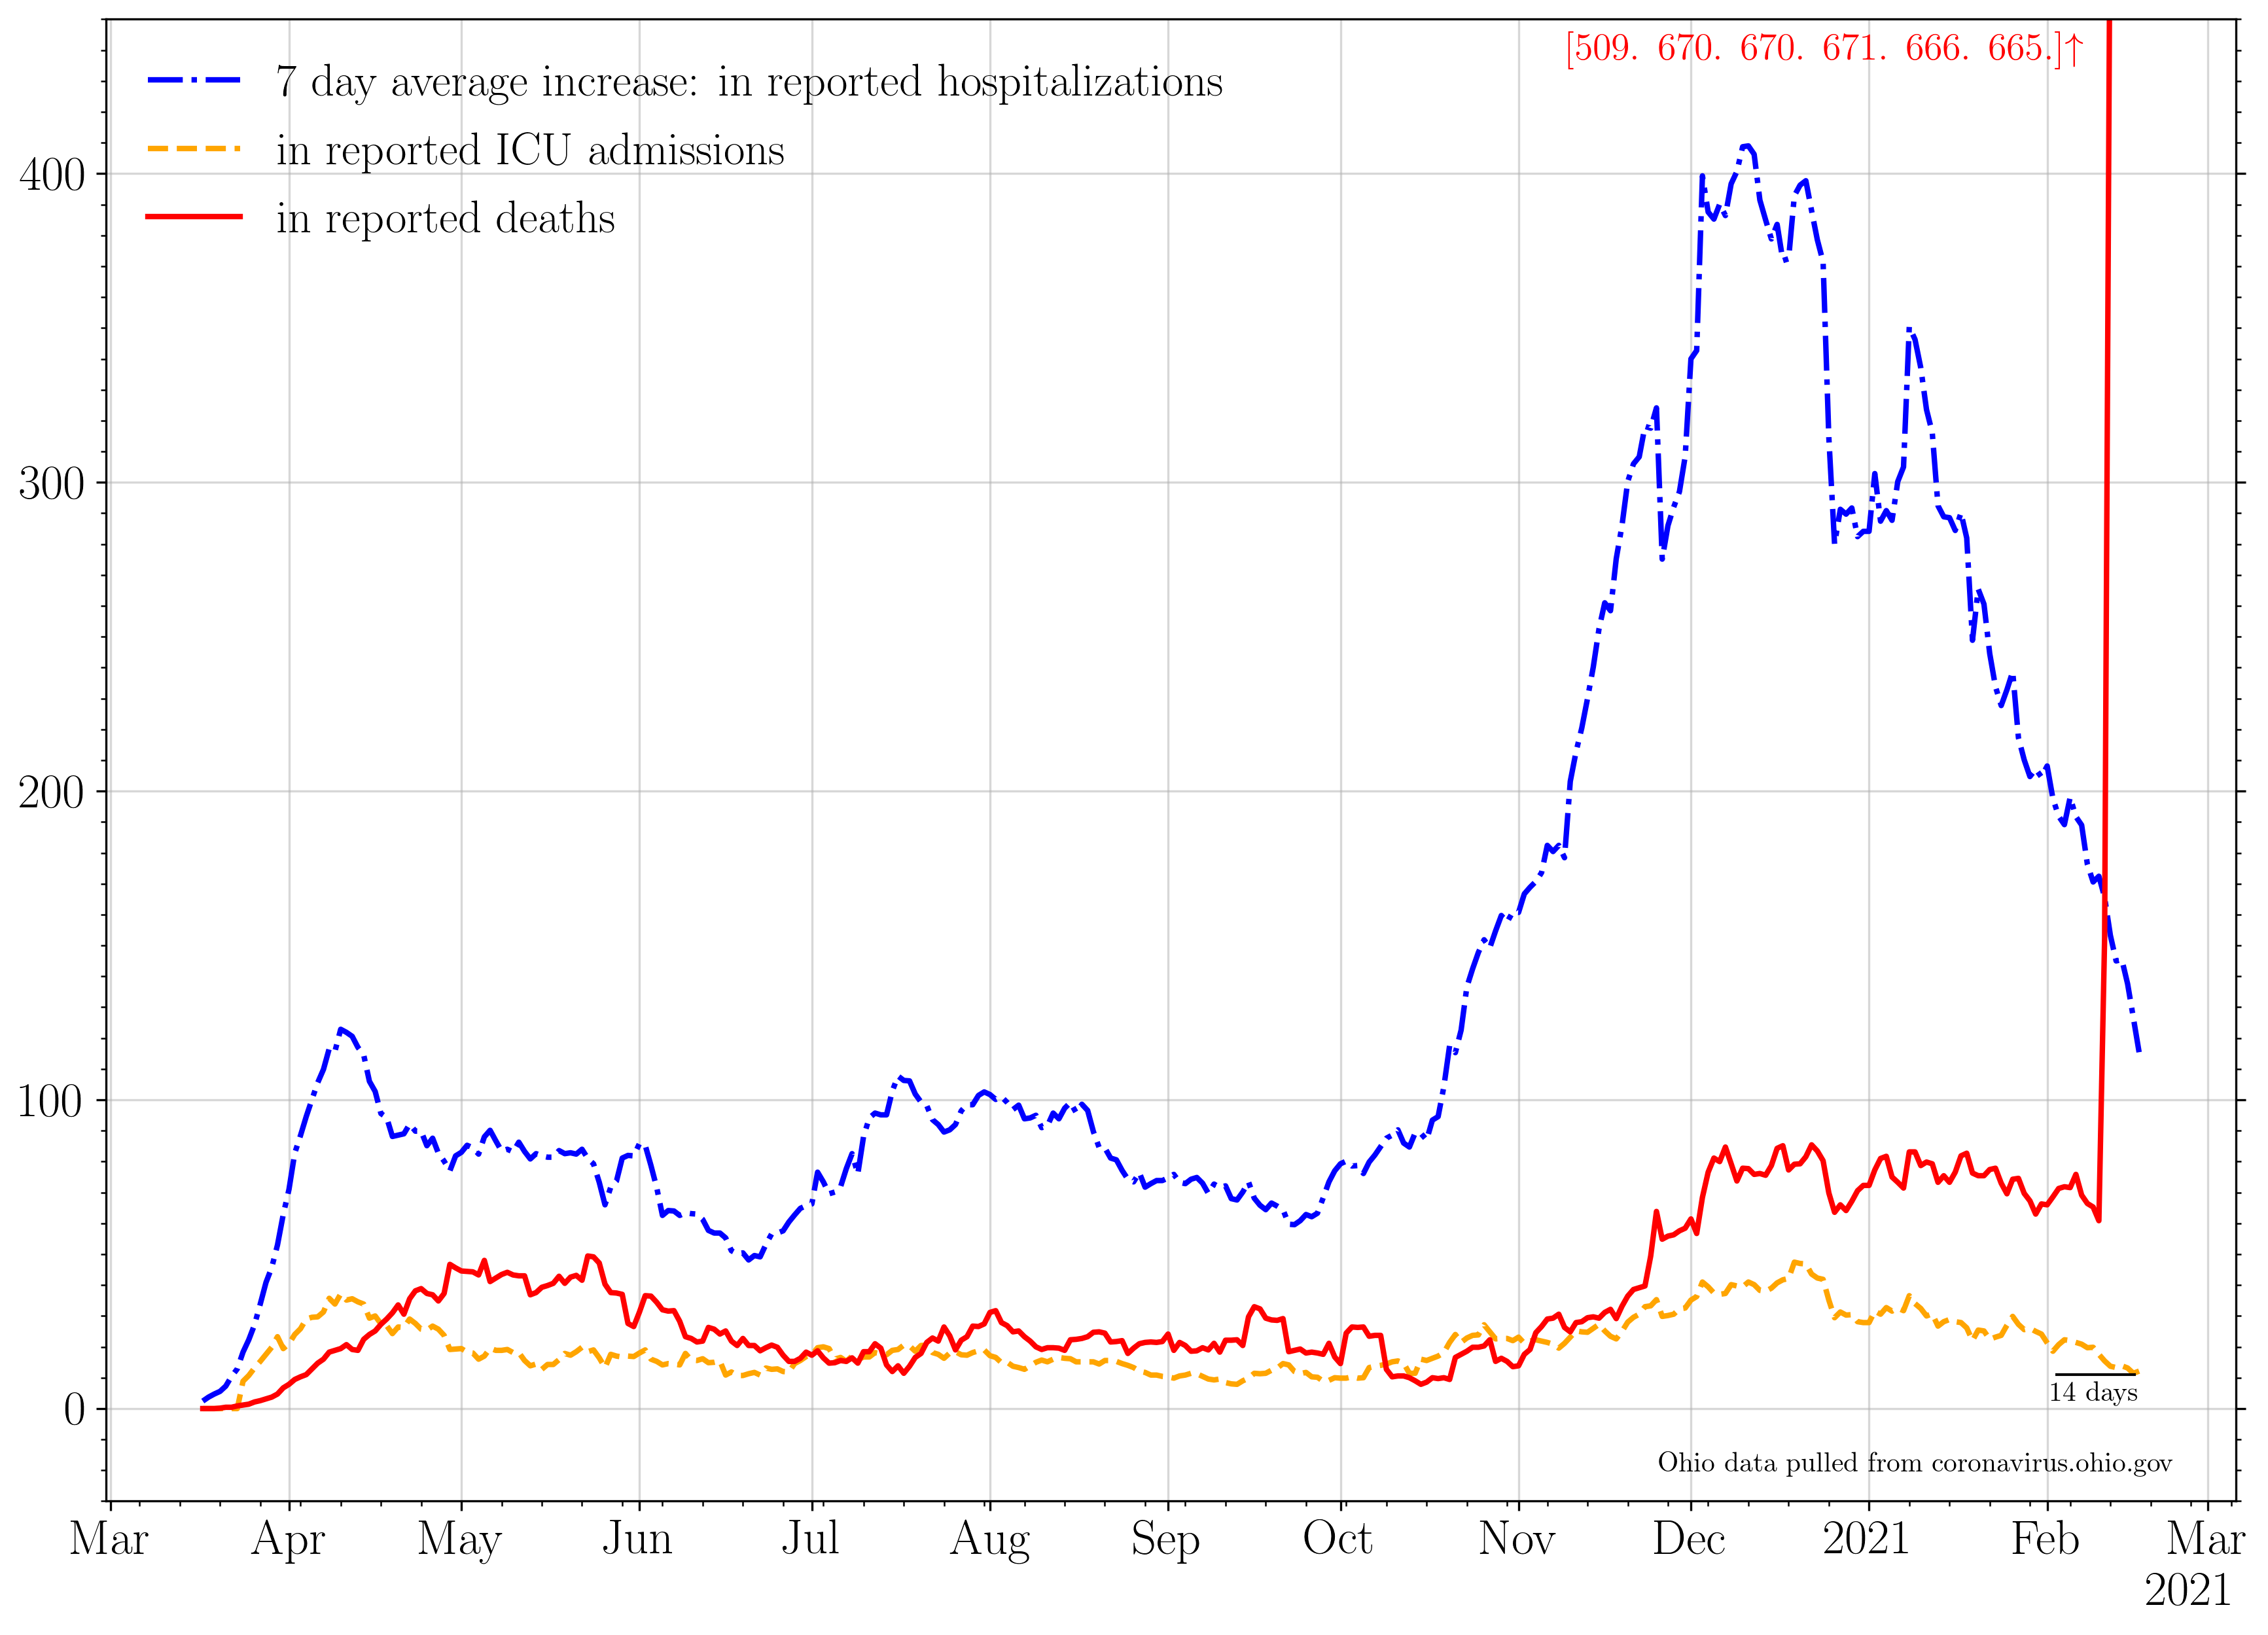 [509. 670. 670. 671. 666. 665.]↑
7 day average increase: in reported hospitalizations
in reported ICU admissions
in reported deaths
400
300
200
100
0
14 days
Ohio data pulled from coronavirus.ohio.gov
Mar Apr May Jun Jul Aug Sep Oct Nov Dec 2021 Feb Mar
2021